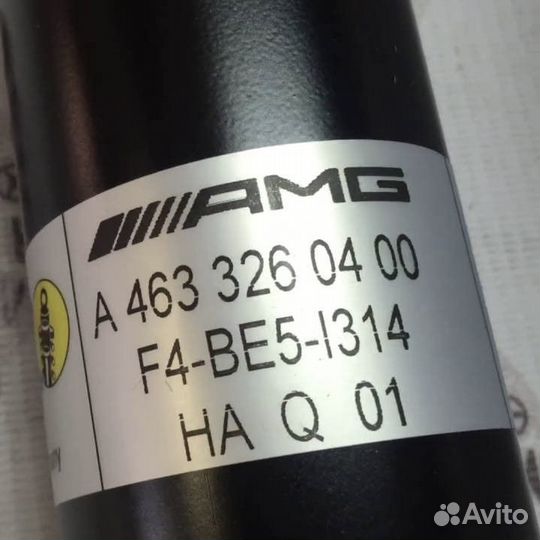 AMG
A 463 326 04 00
F4-BE5-I314
HA Q 01
Avito